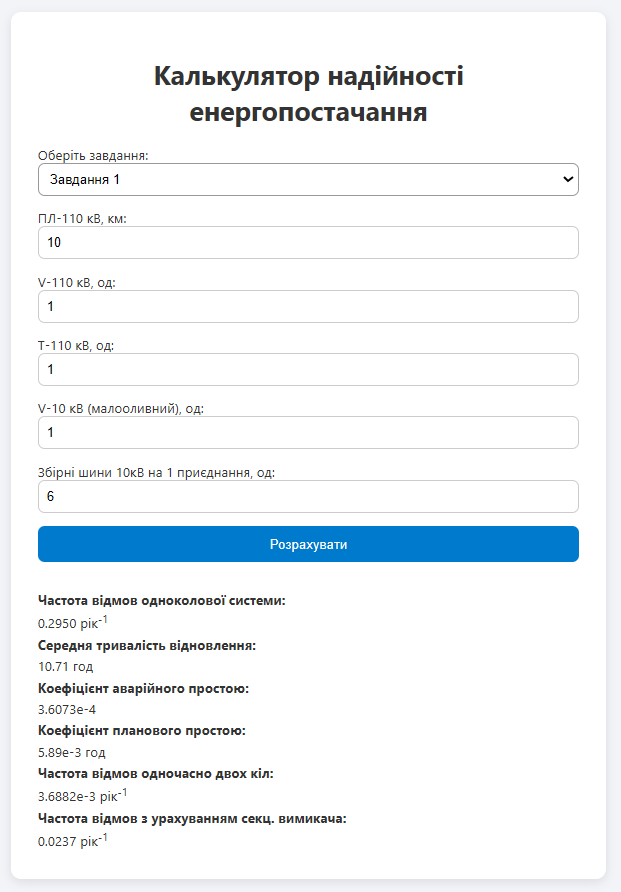 Калькулятор надійності
енергопостачання
Оберіть завдання:
Завдання 1
ПЛ-110 кВ, км:
10
V-110 кВ, од:
1
Т-110 кВ, од:
1
V-10 кВ (малооливний), од:
1
Збірні шини 10кВ на 1 приєднання, од:
6
Розрахувати
Частота відмов одноколової системи:
0.2950 рік⁻¹
Середня тривалість відновлення:
10.71 год
Коефіцієнт аварійного простою:
3.6073e-4
Коефіцієнт планового простою:
5.89e-3 год
Частота відмов одночасно двох кіл:
3.6882e-3 рік⁻¹
Частота відмов з урахуванням секц. вимикача:
0.0237 рік⁻¹